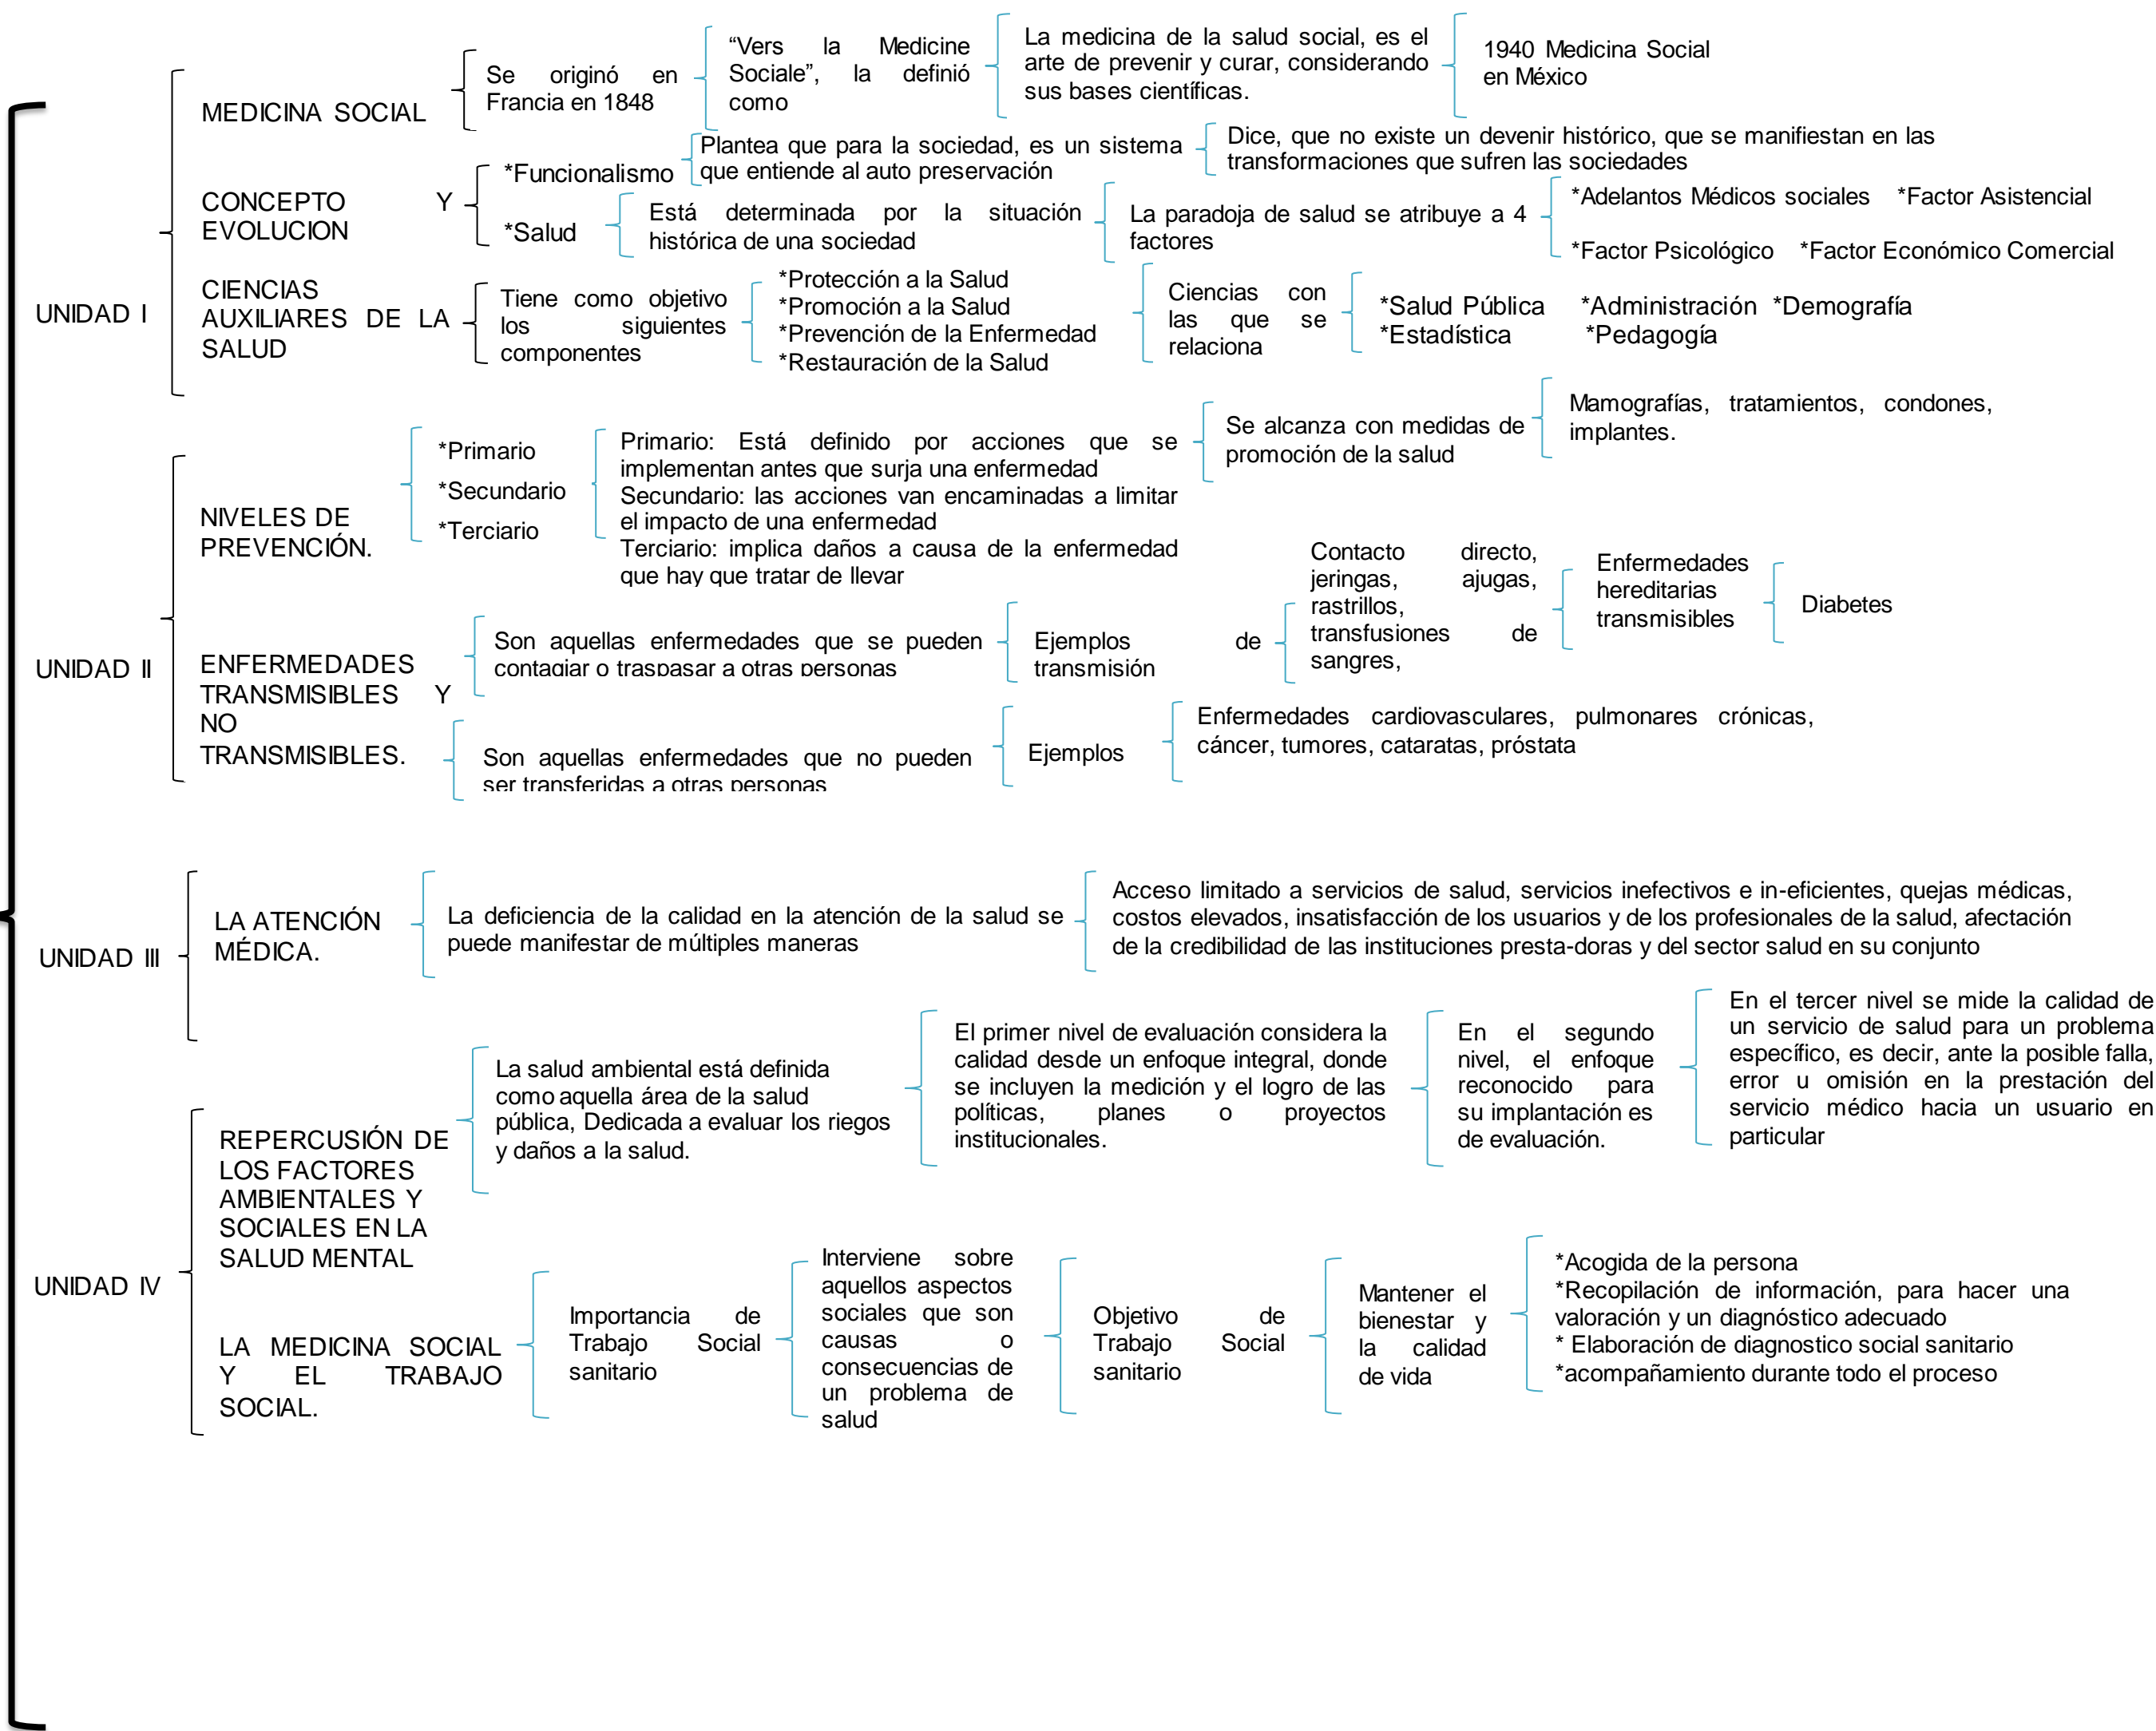 UNIDAD I
MEDICINA SOCIAL
Se originó en
Francia en 1848
“Vers la Medicine
Sociale”, la definió
como
La medicina de la salud social, es el
arte de prevenir y curar, considerando
sus bases científicas.
1940 Medicina Social
en México
CONCEPTO Y
EVOLUCION
*Funcionalismo
Plantea que para la sociedad, es un sistema
que entiende al auto preservación
Dice, que no existe un devenir histórico, que se manifiestan en las
transformaciones que sufren las sociedades
*Salud
Está determinada por la situación
histórica de una sociedad
La paradoja de salud se atribuye a 4
factores
*Adelantos Médicos sociales *Factor Asistencial
*Factor Psicológico *Factor Económico Comercial
CIENCIAS
AUXILIARES DE LA
SALUD
Tiene como objetivo
los siguientes
componentes
*Protección a la Salud
*Promoción a la Salud
*Prevención de la Enfermedad
*Restauración de la Salud
Ciencias con
las que se
relaciona
*Salud Pública *Administración *Demografía
*Estadística *Pedagogía
UNIDAD II
NIVELES DE
PREVENCIÓN.
*Primario
*Secundario
*Terciario
Primario: Está definido por acciones que se
implementan antes que surja una enfermedad
Secundario: las acciones van encaminadas a limitar
el impacto de una enfermedad
Terciario: implica daños a causa de la enfermedad
que hay que tratar de llevar
Se alcanza con medidas de
promoción de la salud
Mamografías, tratamientos, condones,
implantes.
ENFERMEDADES
TRANSMISIBLES Y
NO
TRANSMISIBLES.
Son aquellas enfermedades que se pueden
contagiar o traspasar a otras personas
Ejemplos de
transmisión
Contacto directo,
jeringas, ajugas,
rastrillos,
transfusiones de
sangres,
Enfermedades
hereditarias
transmisibles
Diabetes
Son aquellas enfermedades que no pueden
ser transferidas a otras personas
Ejemplos
Enfermedades cardiovasculares, pulmonares crónicas,
cáncer, tumores, cataratas, próstata
UNIDAD III
LA ATENCIÓN
MÉDICA.
La deficiencia de la calidad en la atención de la salud se
puede manifestar de múltiples maneras
Acceso limitado a servicios de salud, servicios inefectivos e in-eficientes, quejas médicas,
costos elevados, insatisfacción de los usuarios y de los profesionales de la salud, afectación
de la credibilidad de las instituciones presta-doras y del sector salud en su conjunto
UNIDAD IV
REPERCUSIÓN DE
LOS FACTORES
AMBIENTALES Y
SOCIALES EN LA
SALUD MENTAL
La salud ambiental está definida
como aquella área de la salud
pública, Dedicada a evaluar los riegos
y daños a la salud.
El primer nivel de evaluación considera la
calidad desde un enfoque integral, donde
se incluyen la medición y el logro de las
políticas, planes o proyectos
institucionales.
En el segundo
nivel, el enfoque
reconocido para
su implantación es
de evaluación.
En el tercer nivel se mide la calidad de
un servicio de salud para un problema
específico, es decir, ante la posible falla,
error u omisión en la prestación del
servicio médico hacia un usuario en
particular
LA MEDICINA SOCIAL
Y EL TRABAJO
SOCIAL.
Importancia de
Trabajo Social
sanitario
Interviene sobre
aquellos aspectos
sociales que son
causas o
consecuencias de
un problema de
salud
Objetivo de
Trabajo Social
sanitario
Mantener el
bienestar y
la calidad
de vida
*Acogida de la persona
*Recopilación de información, para hacer una
valoración y un diagnóstico adecuado
* Elaboración de diagnostico social sanitario
*acompañamiento durante todo el proceso